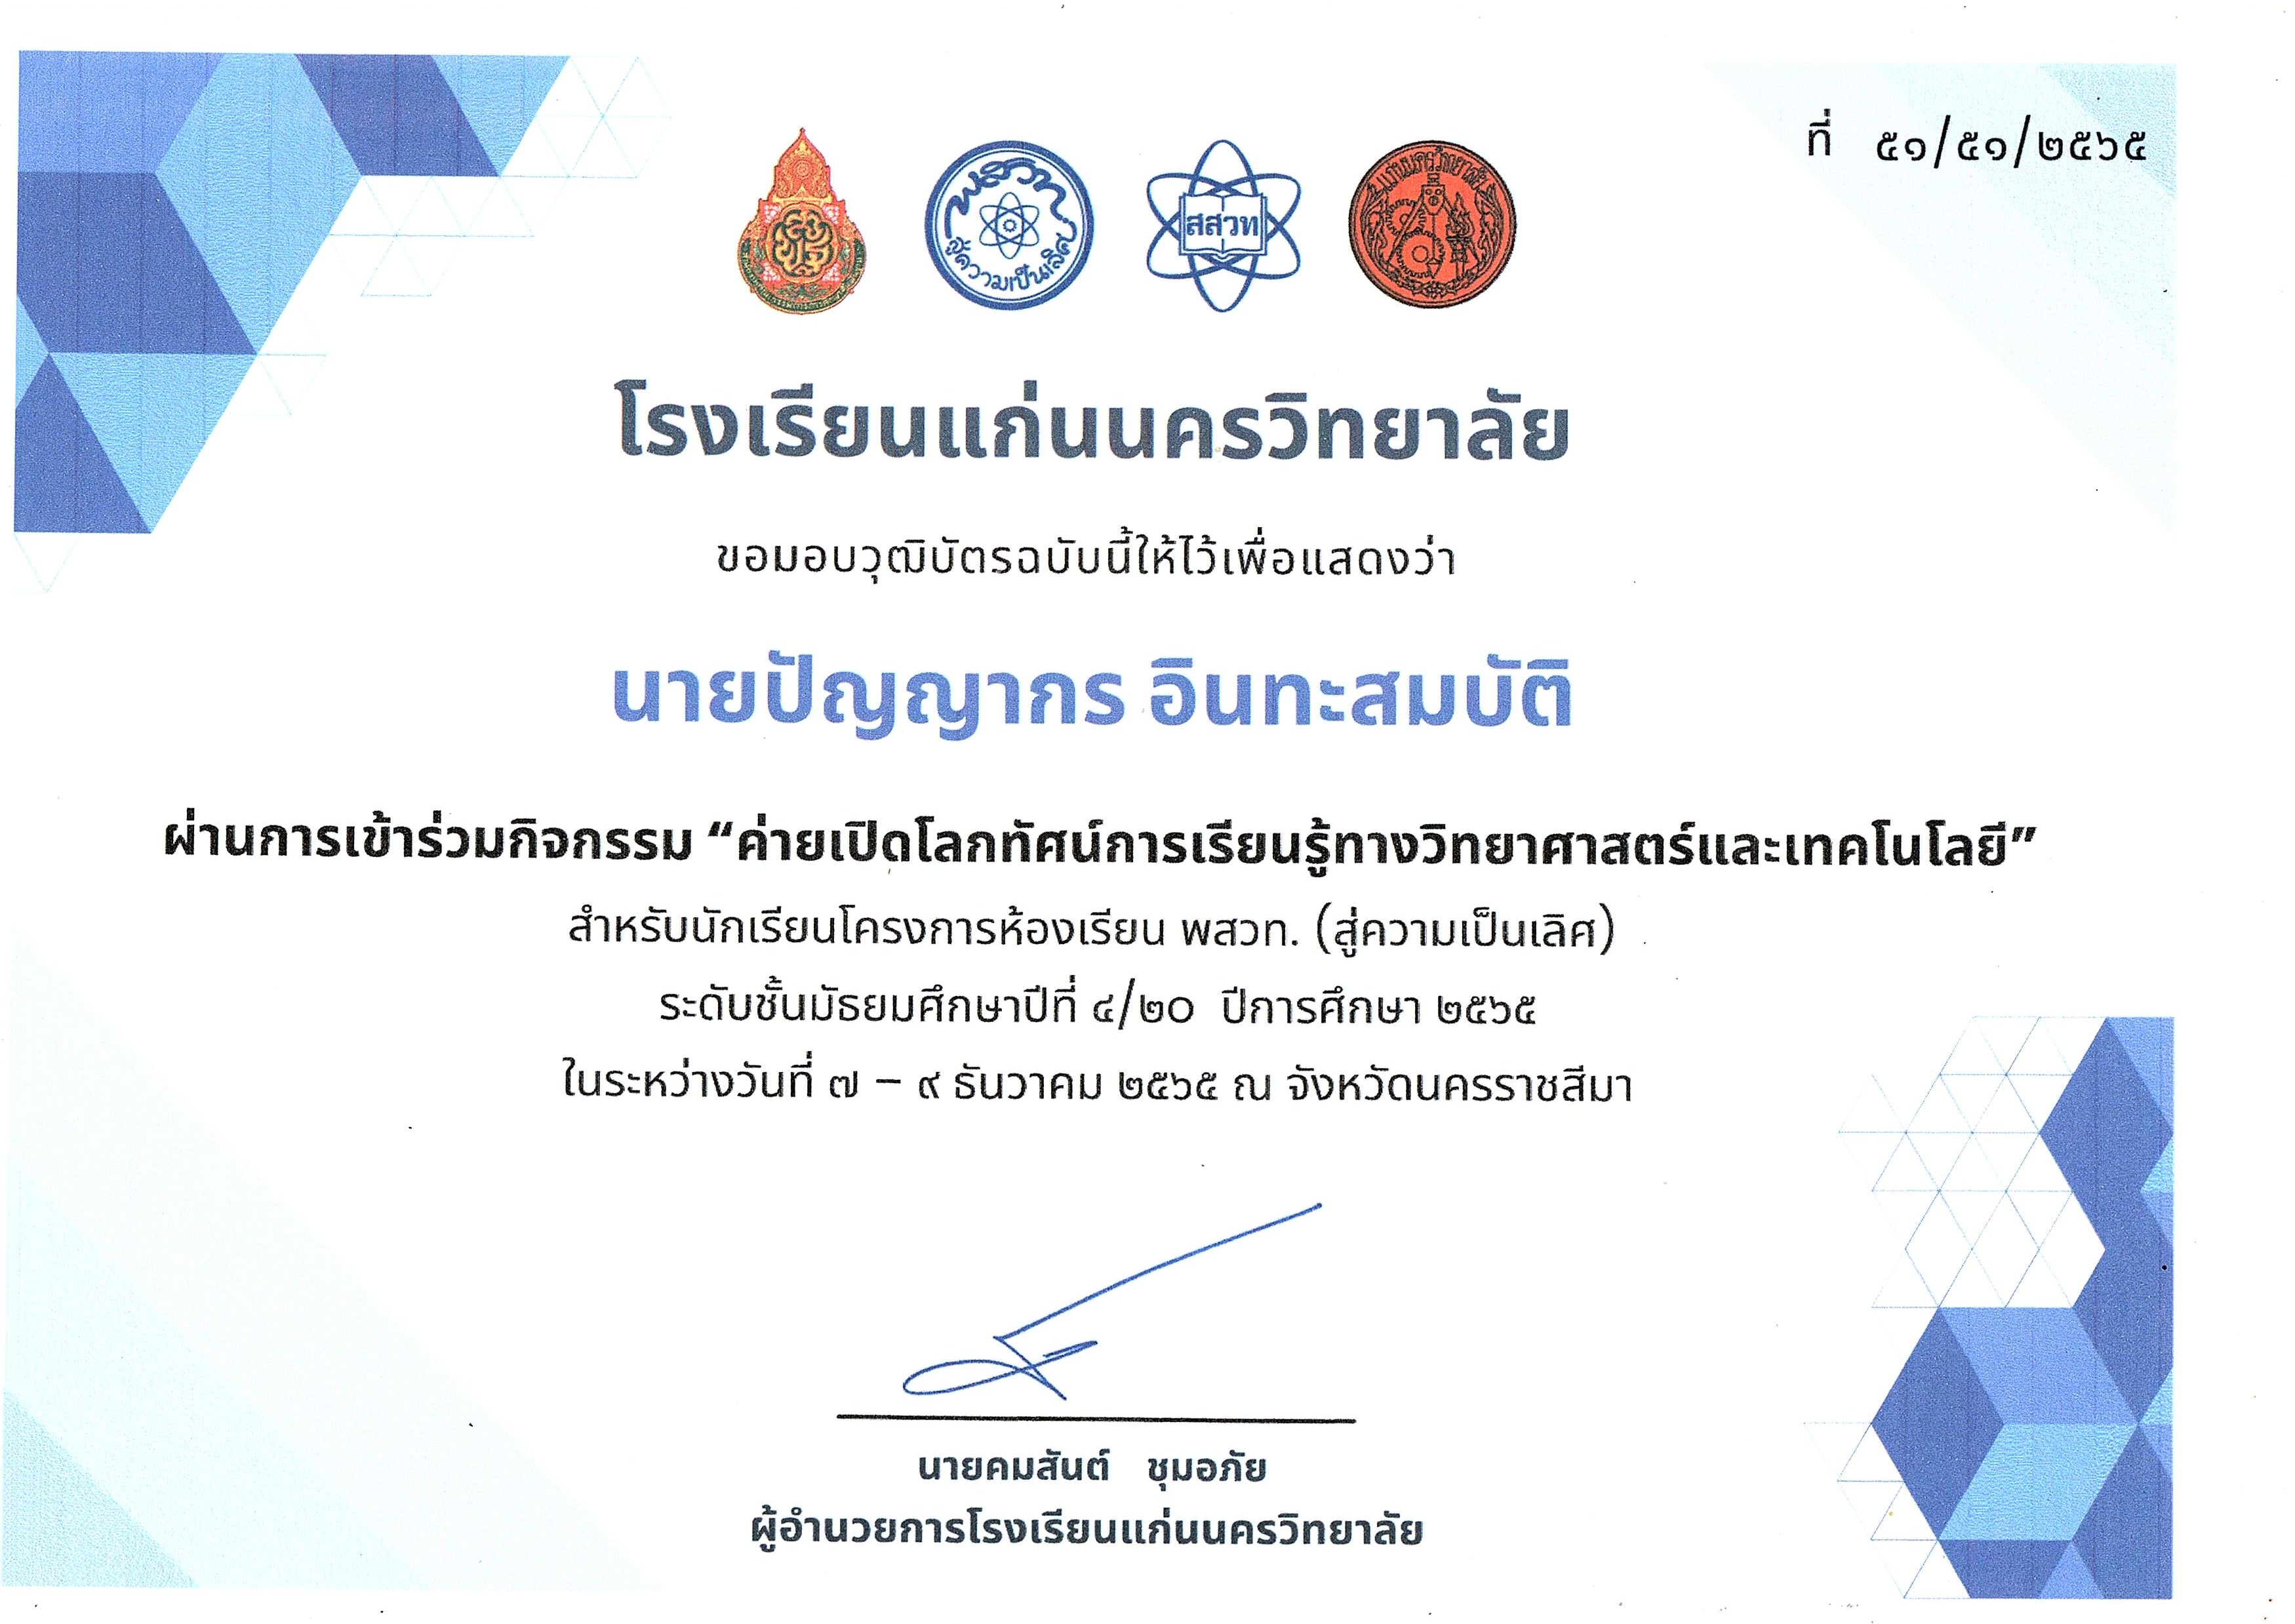 ที่ ๕๑/๕๑/๒๕๖๕
พสวท.
สู่ความเป็นเลิศ
สสวท
แก่นนครวิทยาลัย
โรงเรียนแก่นนครวิทยาลัย
ขอมอบวุฒิบัตรฉบับนี้ให้ไว้เพื่อแสดงว่า
นายปัญญากร อินทะสมบัติ
ผ่านการเข้าร่วมกิจกรรม “ค่ายเปิดโลกทัศน์การเรียนรู้ทางวิทยาศาสตร์และเทคโนโลยี”
สำหรับนักเรียนโครงการห้องเรียน พสวท. (สู่ความเป็นเลิศ)
ระดับชั้นมัธยมศึกษาปีที่ ๔/๒๐ ปีการศึกษา ๒๕๖๕
ในระหว่างวันที่ ๗ – ๙ ธันวาคม ๒๕๖๕ ณ จังหวัดนครราชสีมา
นายคมสันต์ ชุมอภัย
ผู้อำนวยการโรงเรียนแก่นนครวิทยาลัย